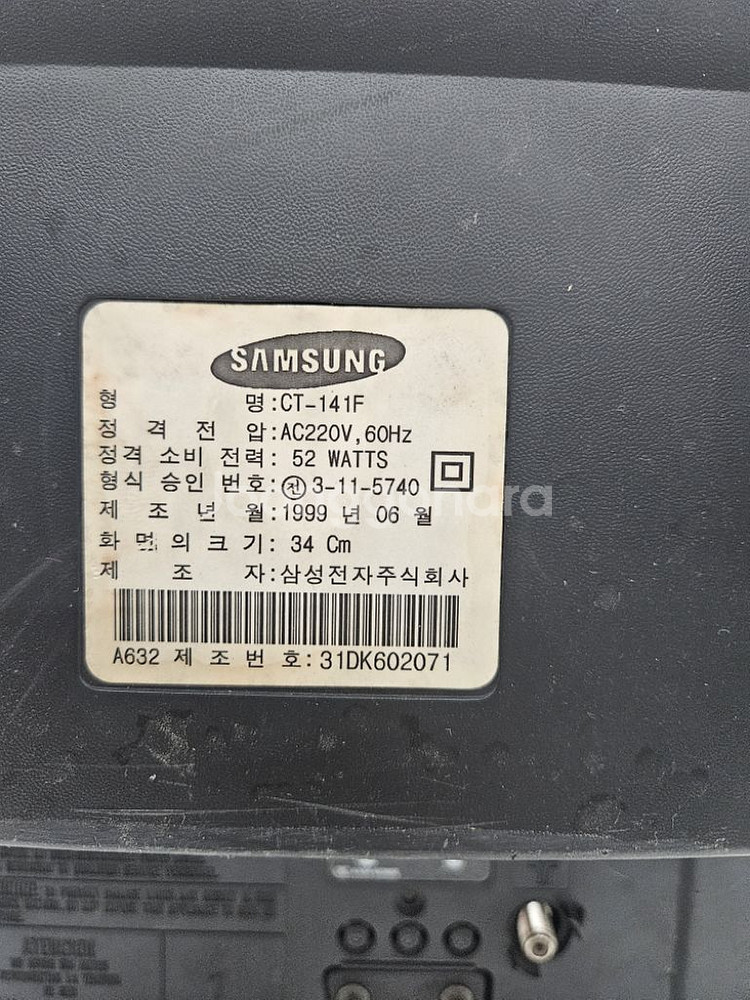 SAMSUNG
형 명:CT-141F
정 격 전 압:AC220V,60Hz
정격 소비 전력: 52 WATTS
형식 승인 번호:전 3-11-5740
제 조 년 월:1999 년 06 월
화 면 의 크 기: 34 Cm
제 조 자:삼성전자주식회사
A632 제 조 번 호:31DK602071